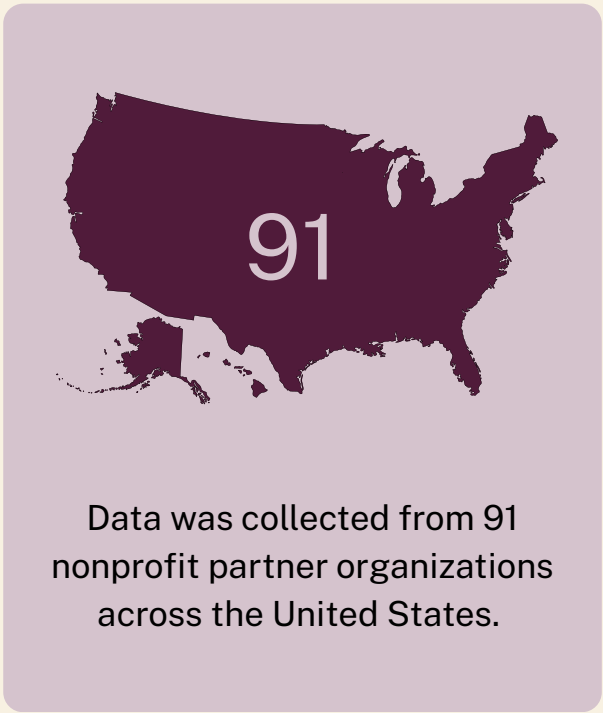 91
Data was collected from 91
nonprofit partner organizations
across the United States.